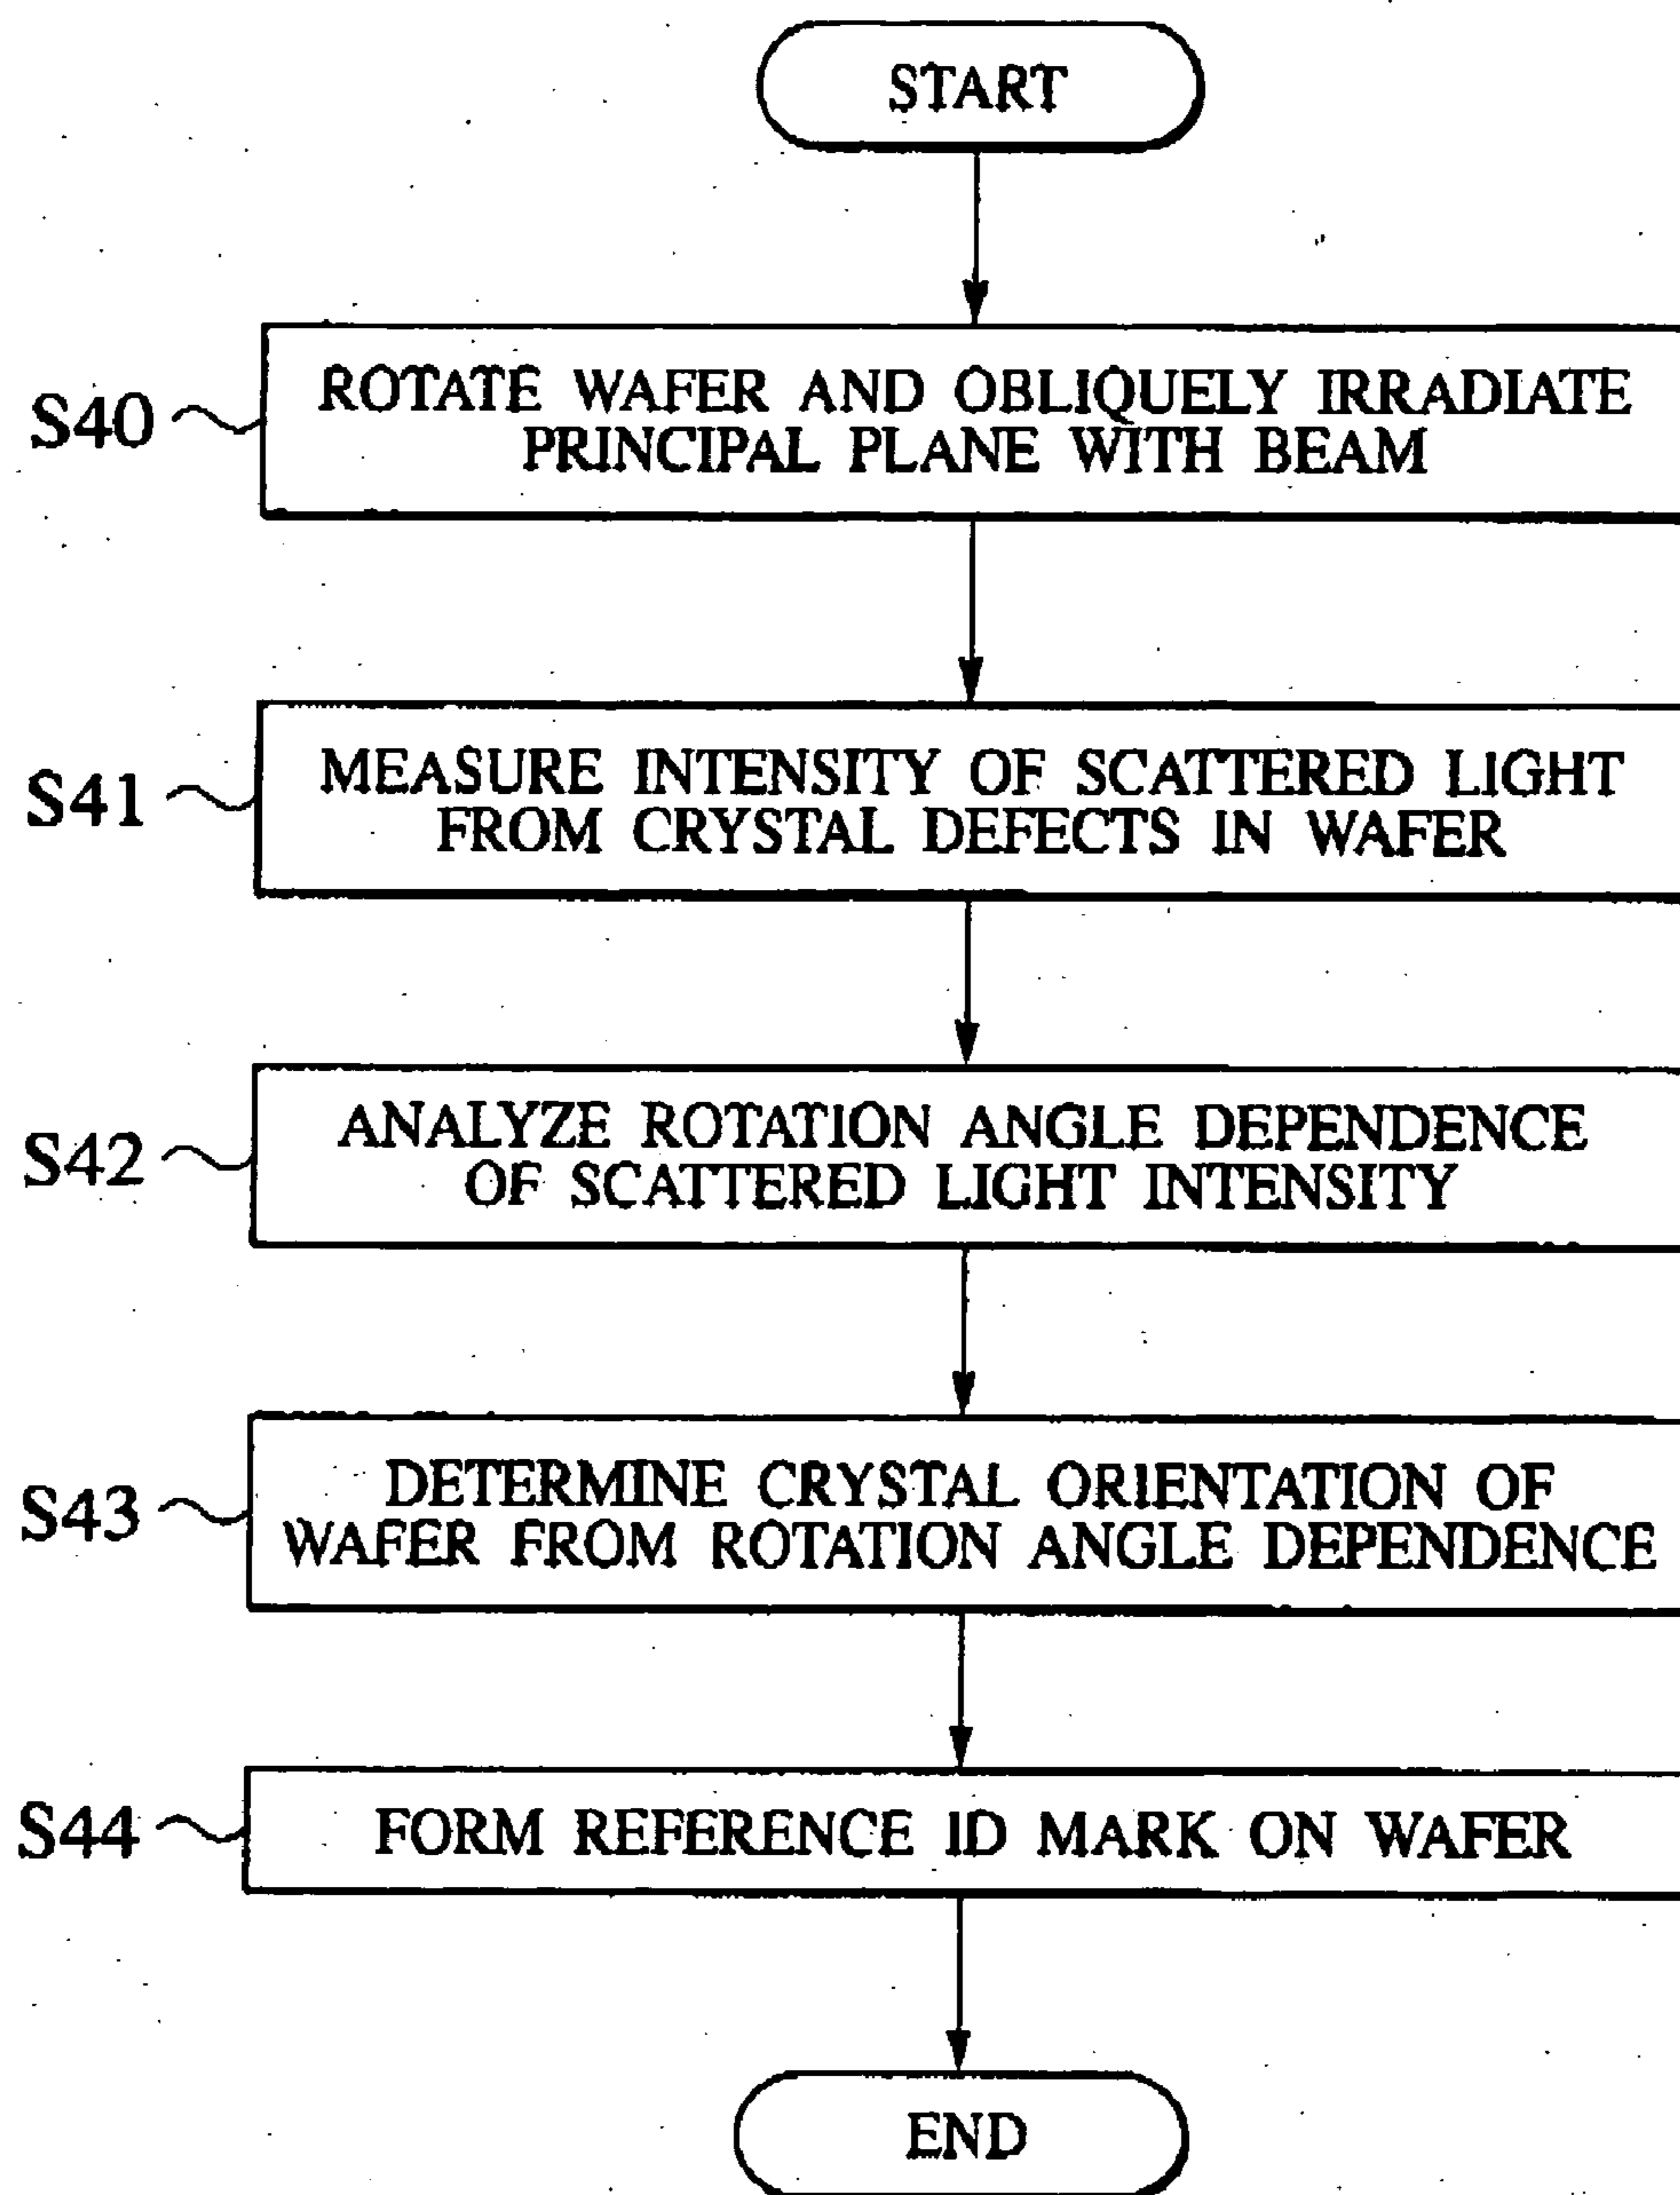 START
S40
ROTATE WAFER AND OBLIQUELY IRRADIATE
PRINCIPAL PLANE WITH BEAM
S41
MEASURE INTENSITY OF SCATTERED LIGHT
FROM CRYSTAL DEFECTS IN WAFER
S42
ANALYZE ROTATION ANGLE DEPENDENCE
OF SCATTERED LIGHT INTENSITY
S43
DETERMINE CRYSTAL ORIENTATION OF
WAFER FROM ROTATION ANGLE DEPENDENCE
S44
FORM REFERENCE ID MARK ON WAFER
END